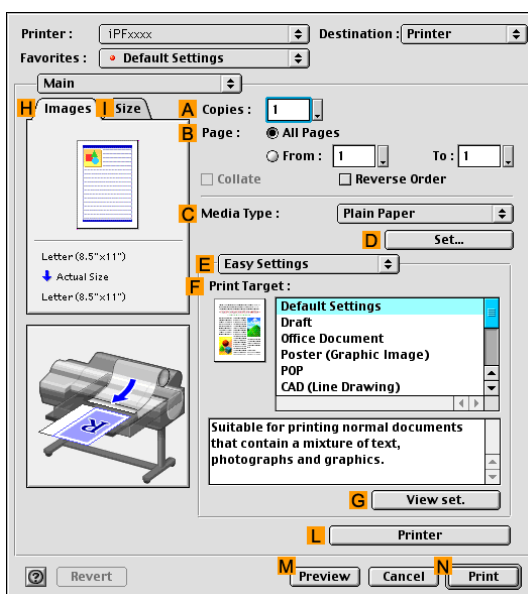 Printer : iPFxxxx Destination : Printer
Favorites : Default Settings
Main
H Images I Size
A Copies : 1
B Page : All Pages
From : 1 To : 1
Collate Reverse Order
C Media Type : Plain Paper
D Set...
Letter (8.5"x11")
Actual Size
Letter (8.5"x11")
E Easy Settings
F Print Target :
Default Settings
Draft
Office Document
Poster (Graphic Image)
POP
CAD (Line Drawing)
Suitable for printing normal documents
that contain a mixture of text,
photographs and graphics.
G View set.
L Printer
? Revert M Preview Cancel N Print
R